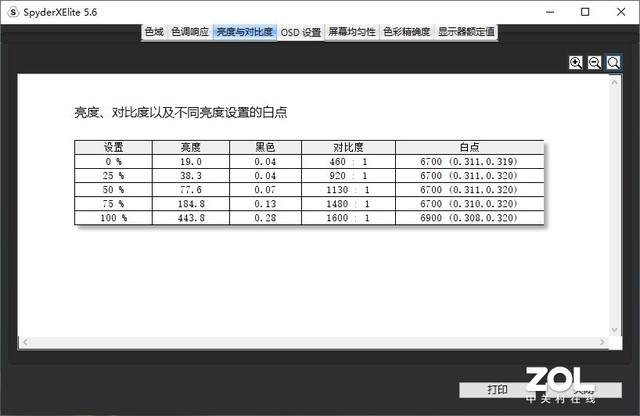 SpyderXElite 5.6
色域 色调响应 亮度与对比度 OSD 设置 屏幕均匀性 色彩精确度 显示器额定值
亮度、对比度以及不同亮度设置的白点
设置 亮度 黑色 对比度 白点
0 % 19.0 0.04 460 : 1 6700 (0.311,0.319)
25 % 38.3 0.04 920 : 1 6700 (0.311,0.320)
50 % 77.6 0.07 1130 : 1 6700 (0.311,0.320)
75 % 184.8 0.13 1480 : 1 6700 (0.310,0.320)
100 % 443.8 0.28 1600 : 1 6900 (0.308,0.320)
打印
ZOL
中关村在线